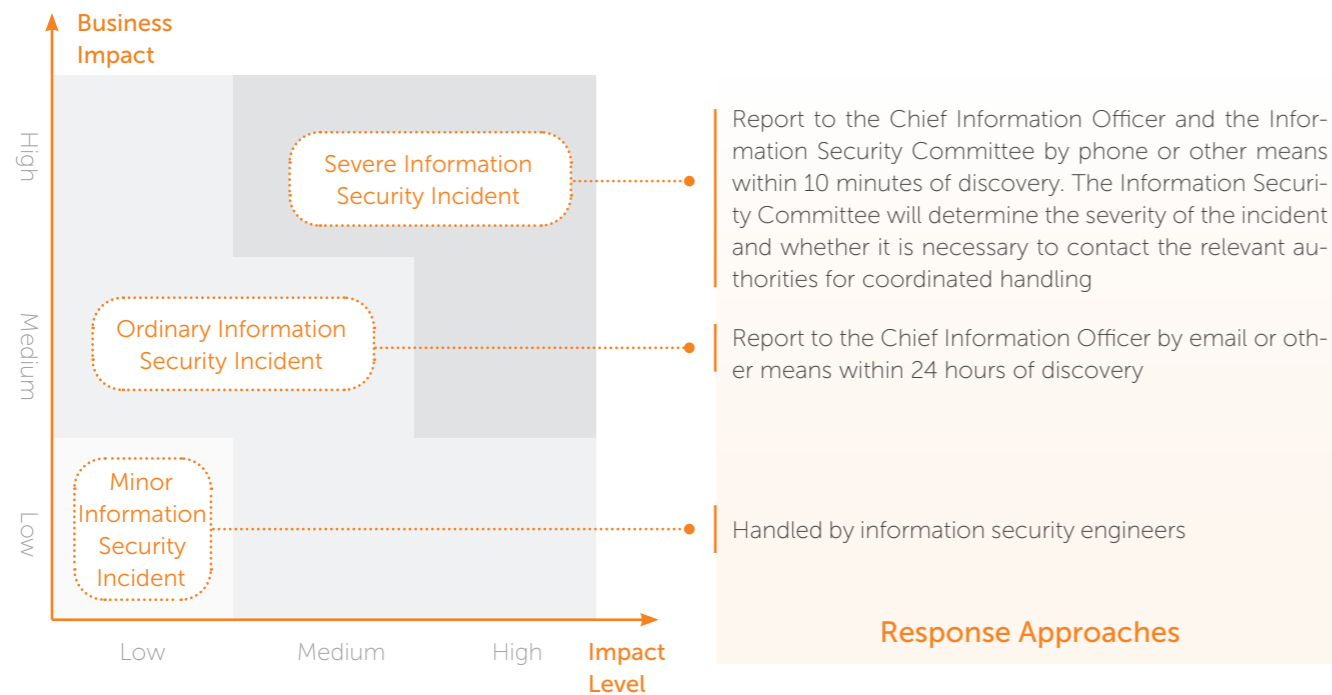 Business
Impact
High
Medium
Low
Severe Information
Security Incident
Ordinary Information
Security Incident
Minor
Information
Security
Incident
Low
Medium
High
Impact
Level
Report to the Chief Information Officer and the Infor-
mation Security Committee by phone or other means
within 10 minutes of discovery. The Information Securi-
ty Committee will determine the severity of the incident
and whether it is necessary to contact the relevant au-
thorities for coordinated handling
Report to the Chief Information Officer by email or oth-
er means within 24 hours of discovery
Handled by information security engineers
Response Approaches